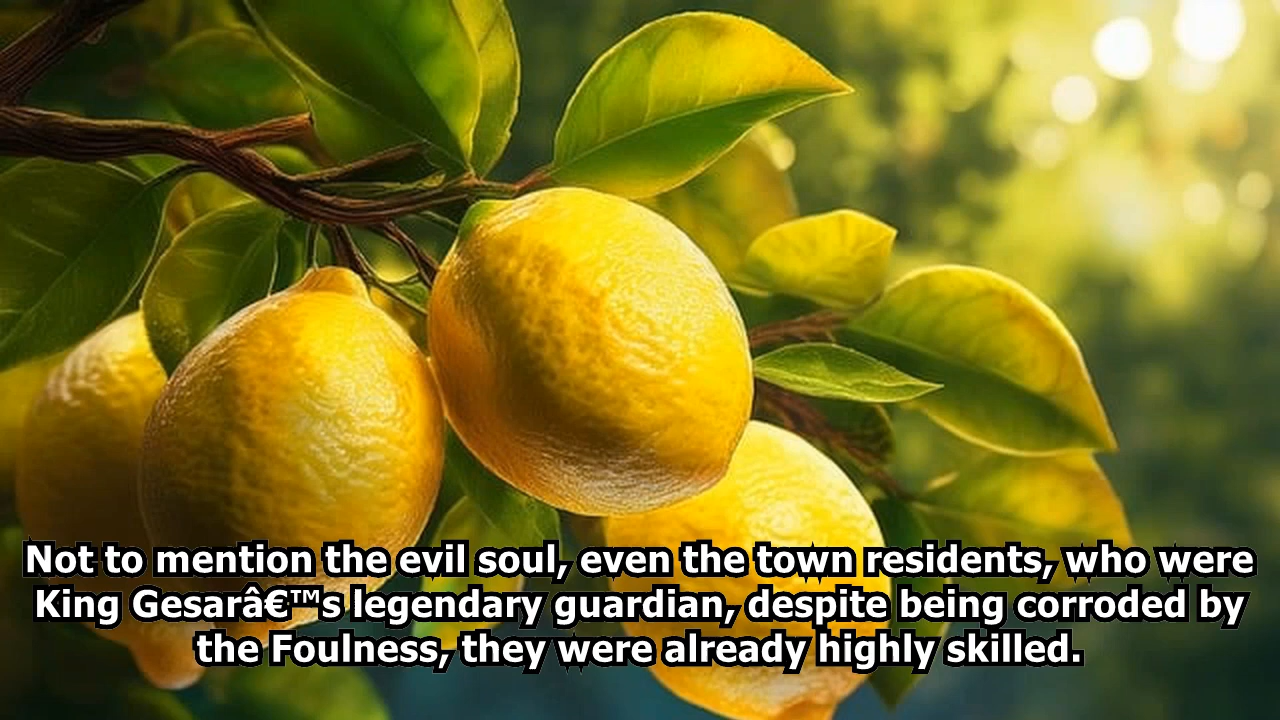 Not to mention the evil soul, even the town residents, who were
King Gesarâ€™s legendary guardian, despite being corroded by
the Foulness, they were already highly skilled.